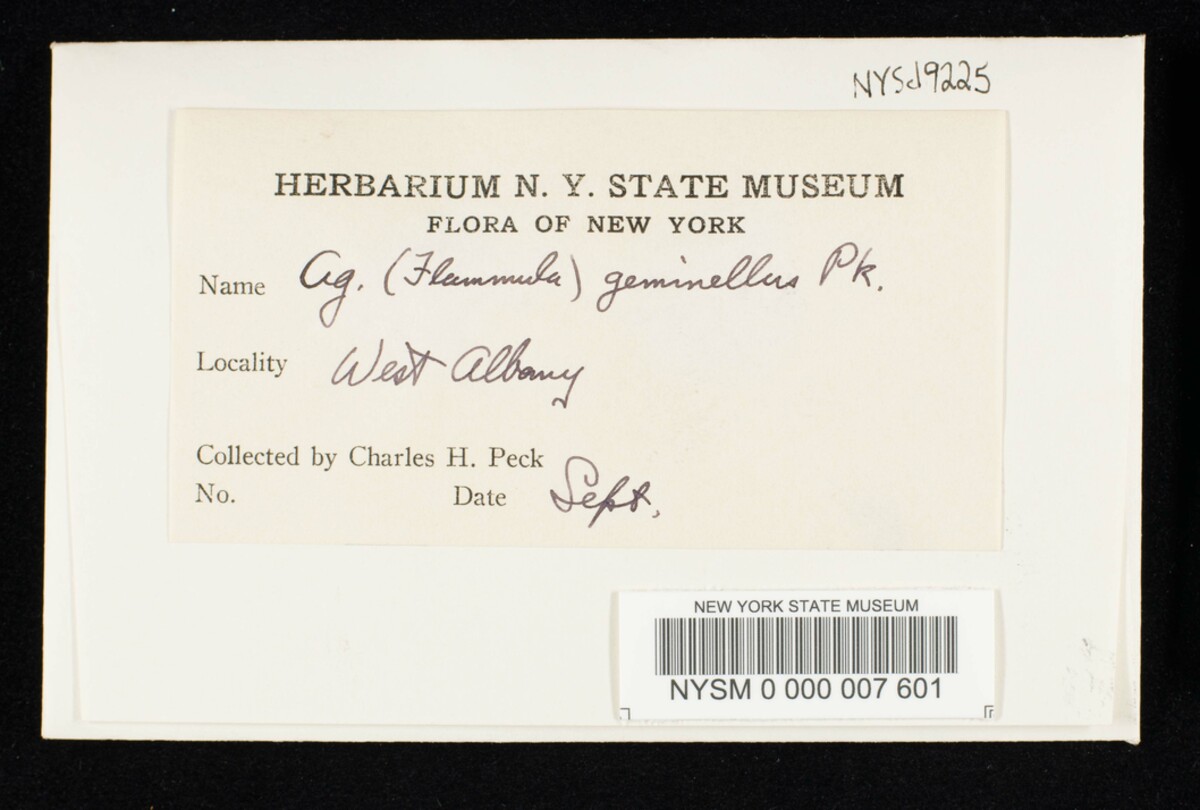 NYSd9225
HERBARIUM N. Y. STATE MUSEUM
FLORA OF NEW YORK
Name Ag. (Flammula) geminellus Pk.
Locality West Albany
Collected by Charles H. Peck
No. Date Sept.
NEW YORK STATE MUSEUM
NYSM 0 000 007 601